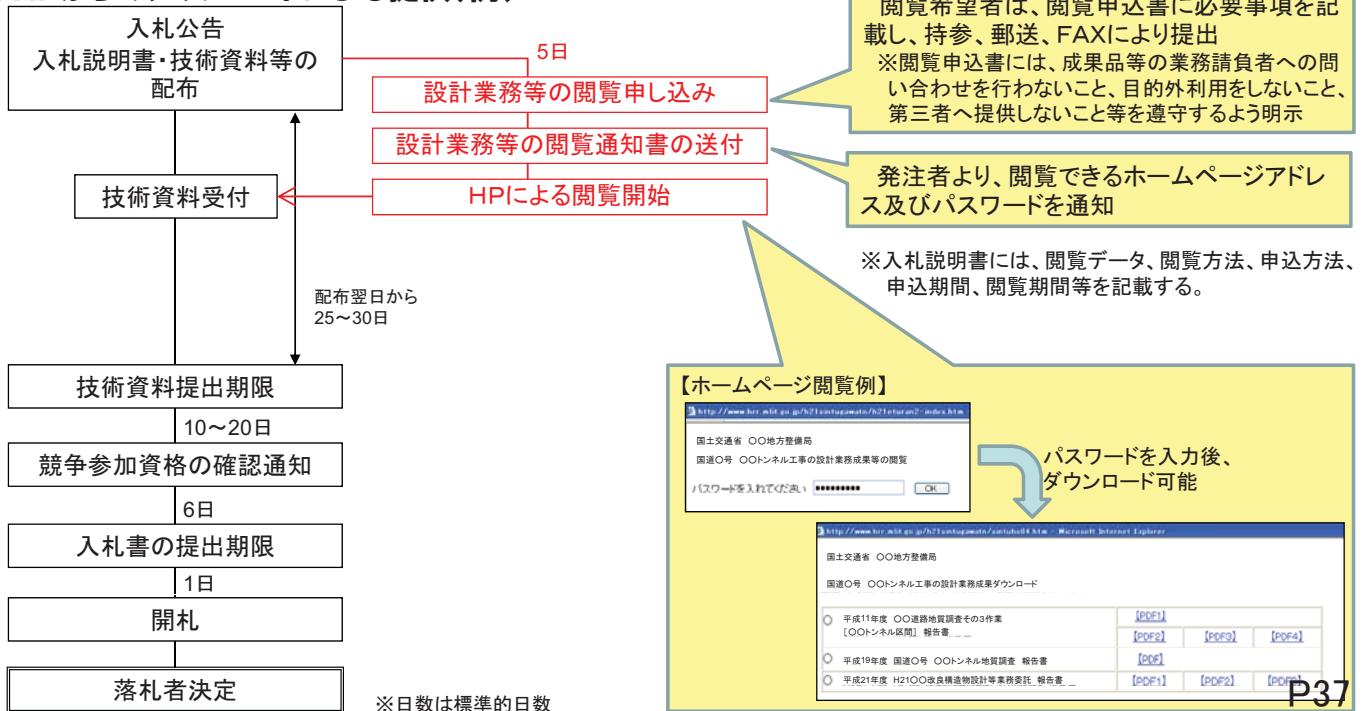 入札公告
入札説明書・技術資料等の
配布
5日
設計業務等の閲覧申し込み
設計業務等の閲覧通知書の送付
HPによる閲覧開始
技術資料受付
配布翌日から
25～30日
技術資料提出期限
10～20日
競争参加資格の確認通知
6日
入札書の提出期限
1日
開札
落札者決定
※日数は標準的日数
閲覧希望者は、閲覧申込書に必要事項を記
載し、持参、郵送、FAXにより提出
※閲覧申込書には、成果品等の業務請負者への問
い合わせを行わないこと、目的外利用をしないこと、
第三者へ提供しないこと等を遵守するよう明示
発注者より、閲覧できるホームページアドレ
ス及びパスワードを通知
※入札説明書には、閲覧データ、閲覧方法、申込方法、
申込期間、閲覧期間等を記載する。
【ホームページ閲覧例】
国土交通省 〇〇地方整備局
国道〇号 〇〇トンネル工事の設計業務成果等の閲覧
パスワードを入れてください
OK
パスワードを入力後、
ダウンロード可能
国土交通省 〇〇地方整備局
国道〇号 〇〇トンネル工事の設計業務成果ダウンロード
平成11年度 〇〇道路地質調査その3作業 [PDF1]
[〇〇トンネル区間] 報告書 [PDF2] [PDF3] [PDF4]
平成19年度 国道〇号 〇〇トンネル地質調査 報告書 [PDF]
平成21年度 H21〇〇改良構造物設計等業務委託 報告書 [PDF1] [PDF2]
P37